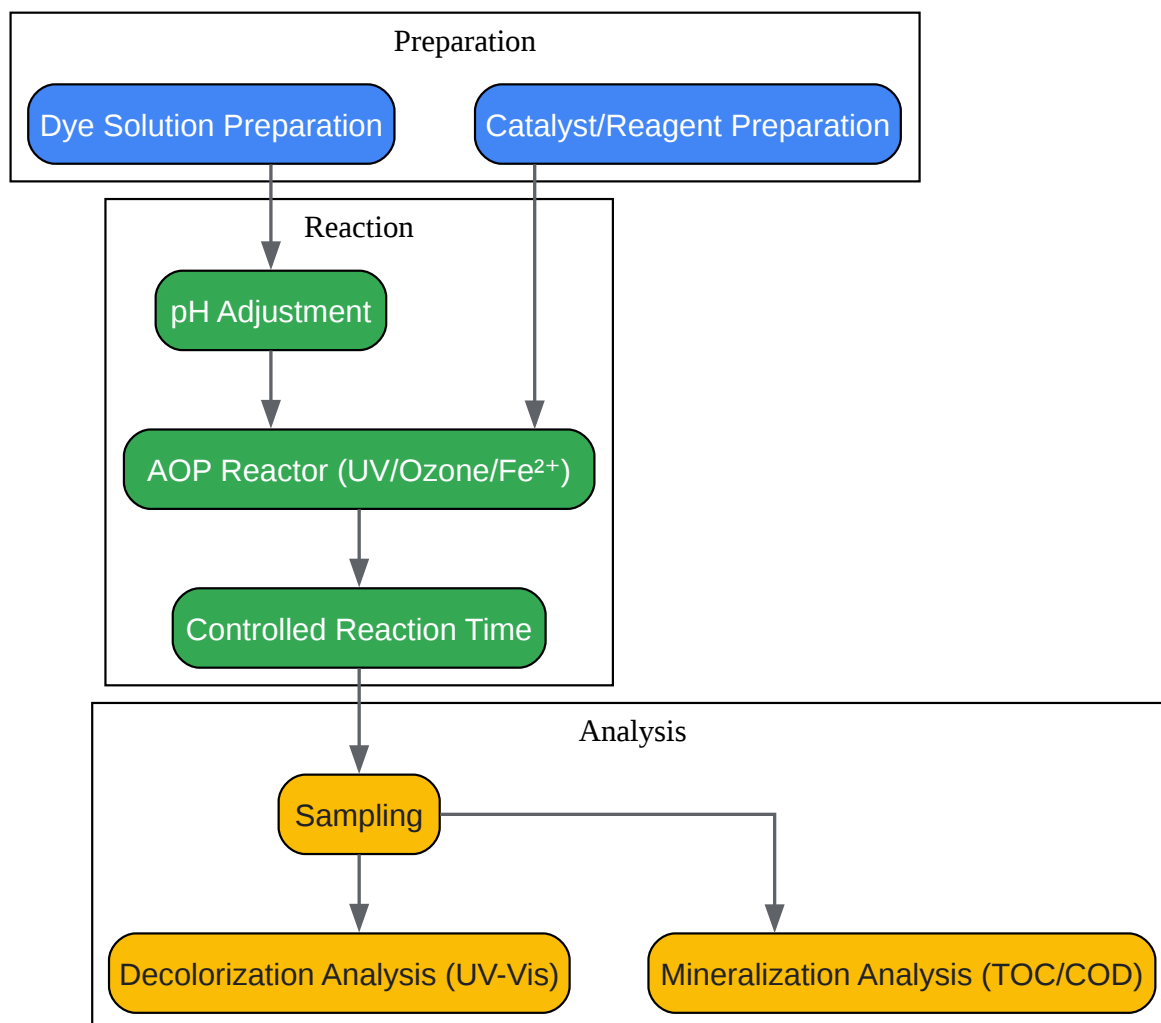 Preparation
Dye Solution Preparation
Catalyst/Reagent Preparation
Reaction
pH Adjustment
AOP Reactor (UV/Ozone/Fe²⁺)
Controlled Reaction Time
Analysis
Sampling
Decolorization Analysis (UV-Vis)
Mineralization Analysis (TOC/COD)